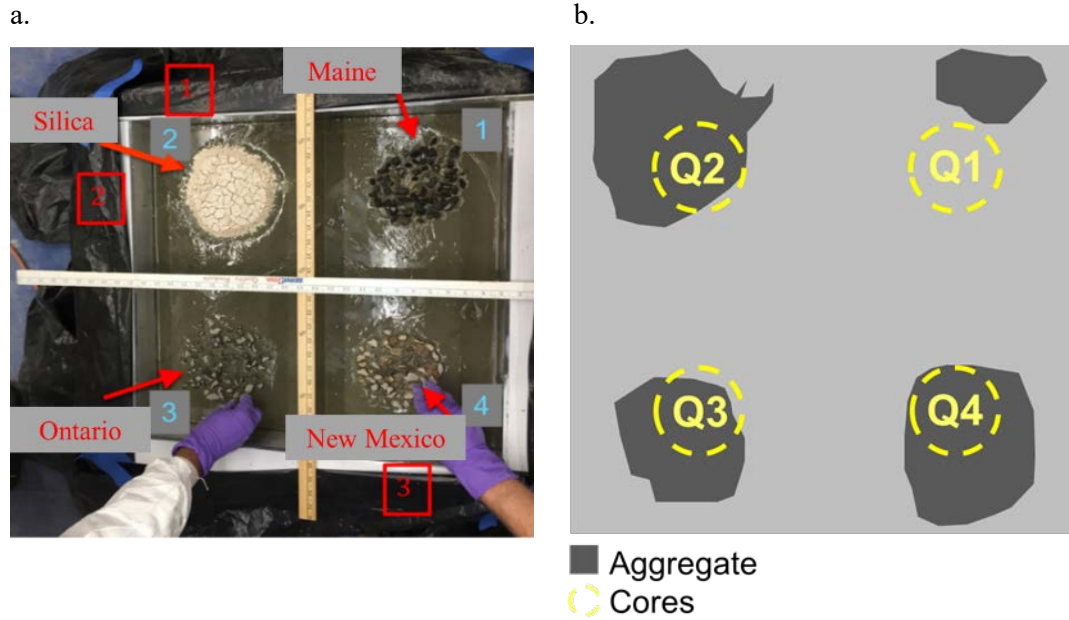 a.
b.
1
Maine
Silica
2
1
2
Q2
Q1
Ontario
3
4
New Mexico
3
Q3
Q4
Aggregate
Cores